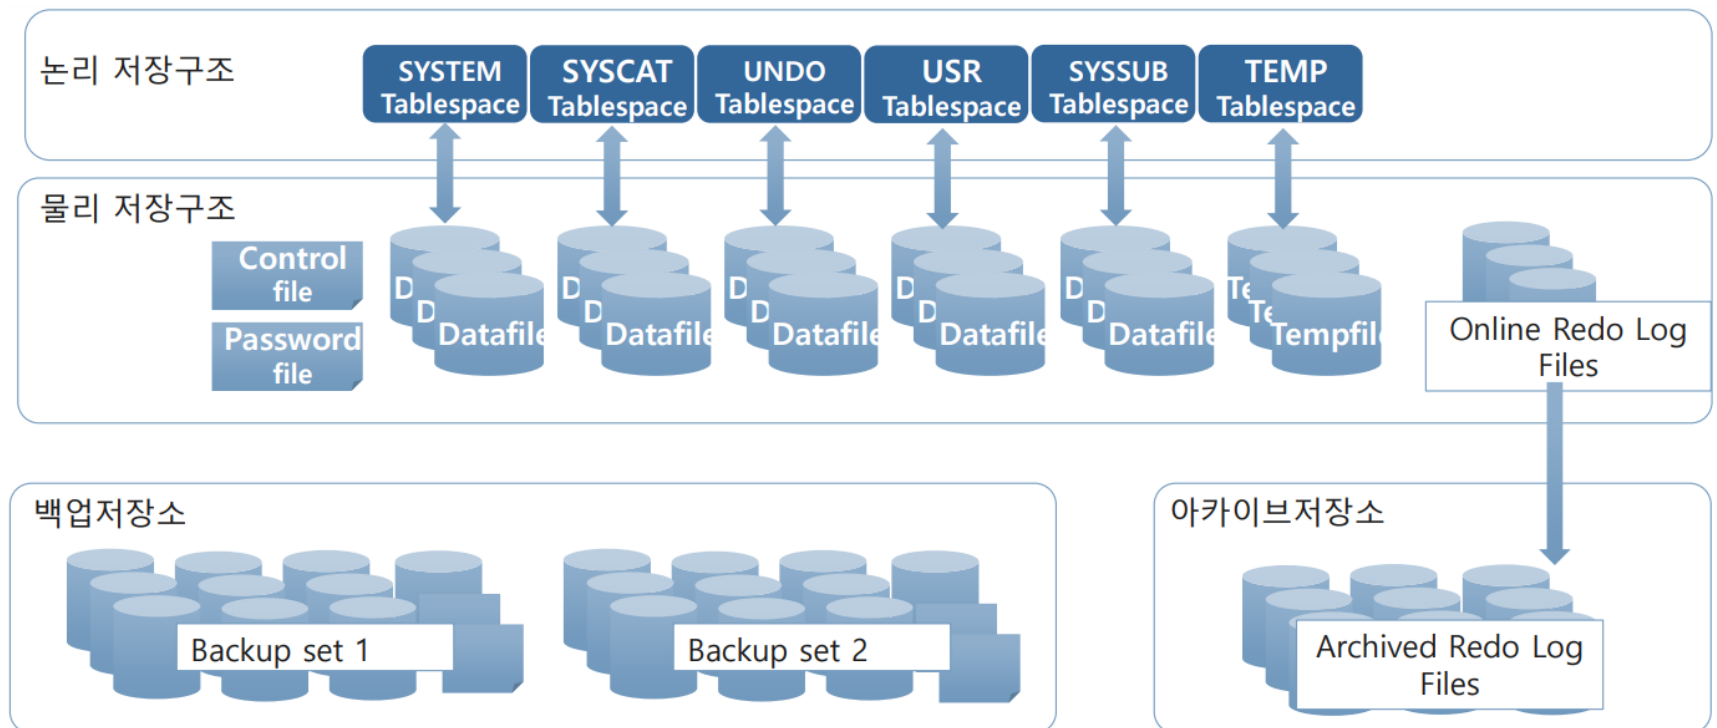 논리 저장구조
SYSTEM
Tablespace
SYSCAT
Tablespace
UNDO
Tablespace
USR
Tablespace
SYSSUB
Tablespace
TEMP
Tablespace
물리 저장구조
Control
file
Password
file
D
D
Datafile
D
D
Datafile
D
D
Datafile
D
D
Datafile
D
D
Datafile
Te
Te
Tempfil
Online Redo Log
Files
백업저장소
Backup set 1
Backup set 2
아카이브저장소
Archived Redo Log
Files